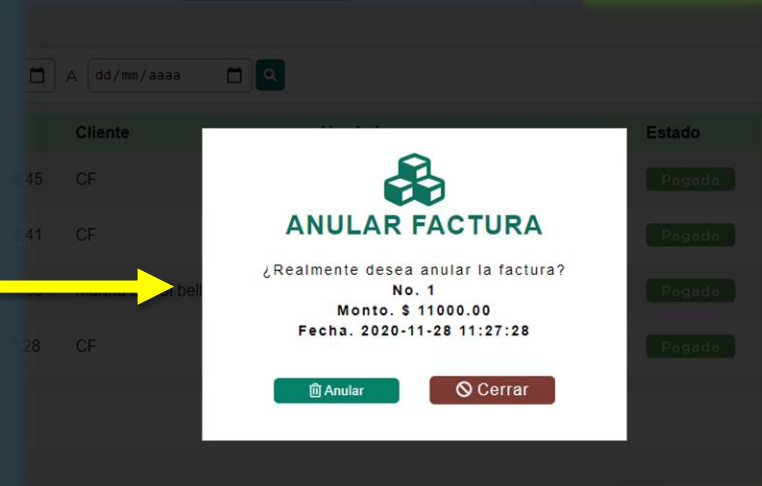 A dd/mm/aaaa
Cliente
Estado
45 CF Pagada
41 CF Pagada
Pagada
28 CF Pagada
ANULAR FACTURA
¿Realmente desea anular la factura?
No. 1
Monto. $ 11000.00
Fecha. 2020-11-28 11:27:28
Anular
Cerrar